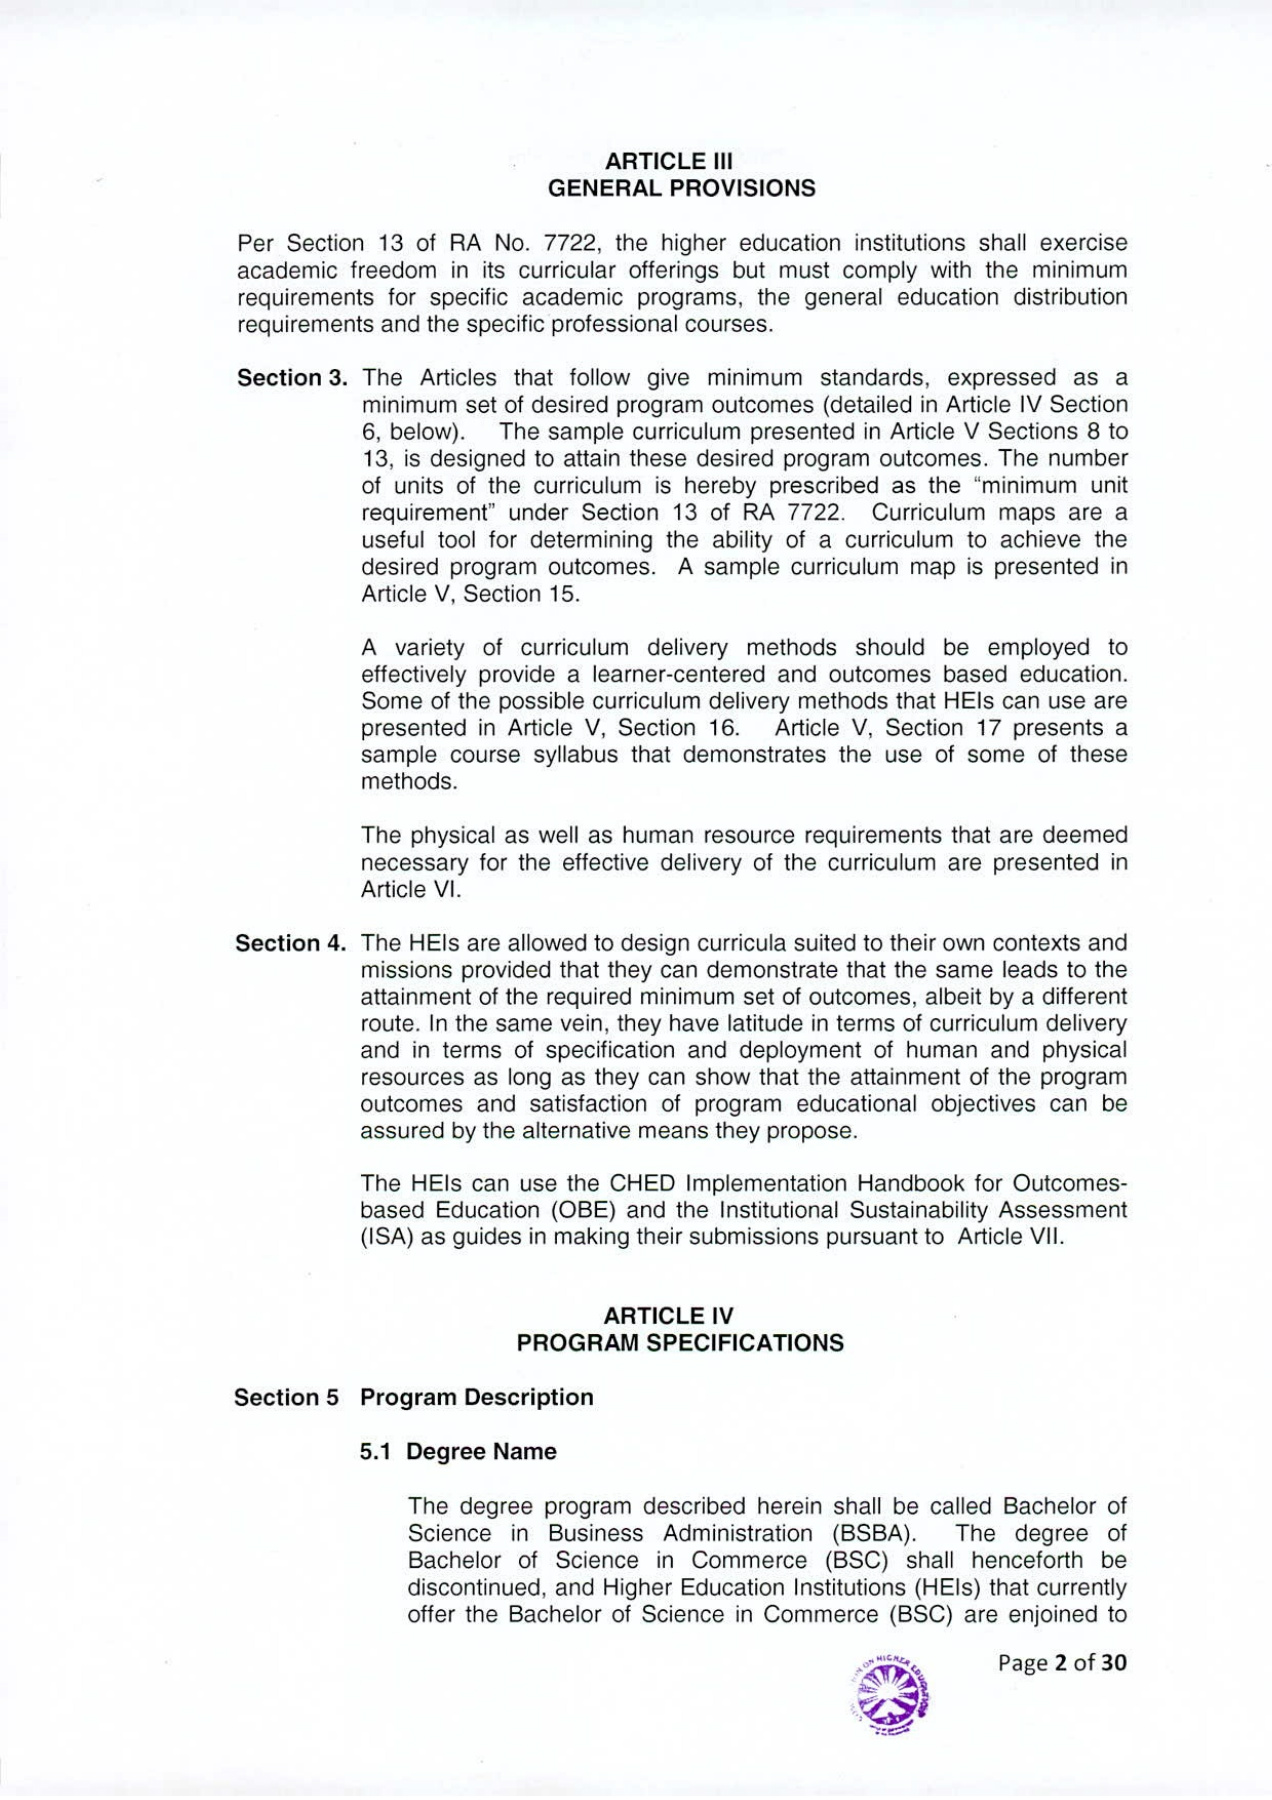 ARTICLE III
GENERAL PROVISIONS
Per Section 13 of RA No. 7722, the higher education institutions shall exercise
academic freedom in its curricular offerings but must comply with the minimum
requirements for specific academic programs, the general education distribution
requirements and the specific professional courses.
Section 3. The Articles that follow give minimum standards, expressed as a
minimum set of desired program outcomes (detailed in Article IV Section
6, below). The sample curriculum presented in Article V Sections 8 to
13, is designed to attain these desired program outcomes. The number
of units of the curriculum is hereby prescribed as the “minimum unit
requirement” under Section 13 of RA 7722. Curriculum maps are a
useful tool for determining the ability of a curriculum to achieve the
desired program outcomes. A sample curriculum map is presented in
Article V, Section 15.
A variety of curriculum delivery methods should be employed to
effectively provide a learner-centered and outcomes based education.
Some of the possible curriculum delivery methods that HEIs can use are
presented in Article V, Section 16. Article V, Section 17 presents a
sample course syllabus that demonstrates the use of some of these
methods.
The physical as well as human resource requirements that are deemed
necessary for the effective delivery of the curriculum are presented in
Article VI.
Section 4. The HEIs are allowed to design curricula suited to their own contexts and
missions provided that they can demonstrate that the same leads to the
attainment of the required minimum set of outcomes, albeit by a different
route. In the same vein, they have latitude in terms of curriculum delivery
and in terms of specification and deployment of human and physical
resources as long as they can show that the attainment of the program
outcomes and satisfaction of program educational objectives can be
assured by the alternative means they propose.
The HEIs can use the CHED Implementation Handbook for Outcomes-
based Education (OBE) and the Institutional Sustainability Assessment
(ISA) as guides in making their submissions pursuant to Article VII.
ARTICLE IV
PROGRAM SPECIFICATIONS
Section 5 Program Description
5.1 Degree Name
The degree program described herein shall be called Bachelor of
Science in Business Administration (BSBA). The degree of
Bachelor of Science in Commerce (BSC) shall henceforth be
discontinued, and Higher Education Institutions (HEIs) that currently
offer the Bachelor of Science in Commerce (BSC) are enjoined to
ON HIGHER EDUCATION
Page 2 of 30